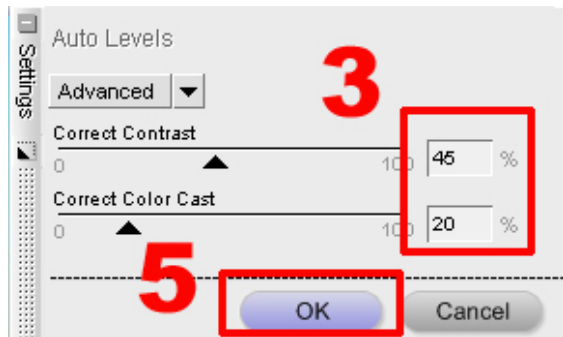 Settings
Auto Levels
Advanced
3
Correct Contrast
0 100 45 %
Correct Color Cast
0 100 20 %
5
OK Cancel